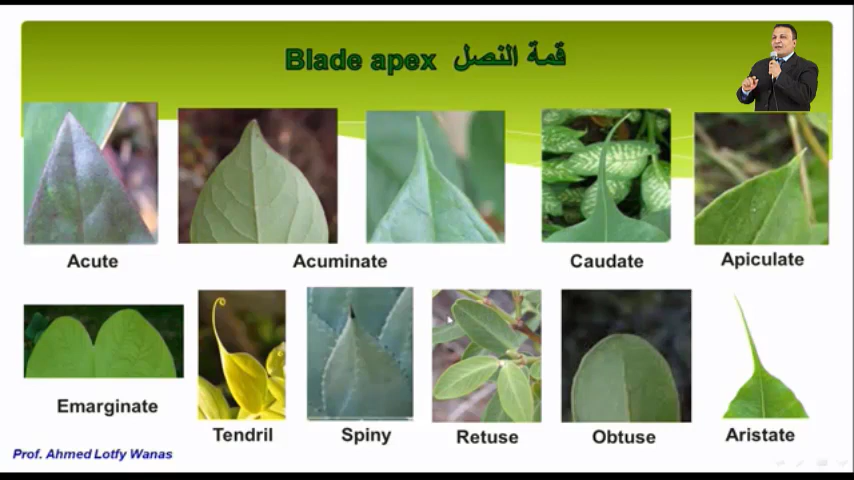 Blade apex قمة النصل
Acute
Acuminate
Caudate
Apiculate
Emarginate
Tendril
Spiny
Retuse
Obtuse
Aristate
Prof. Ahmed Lotfy Wanas